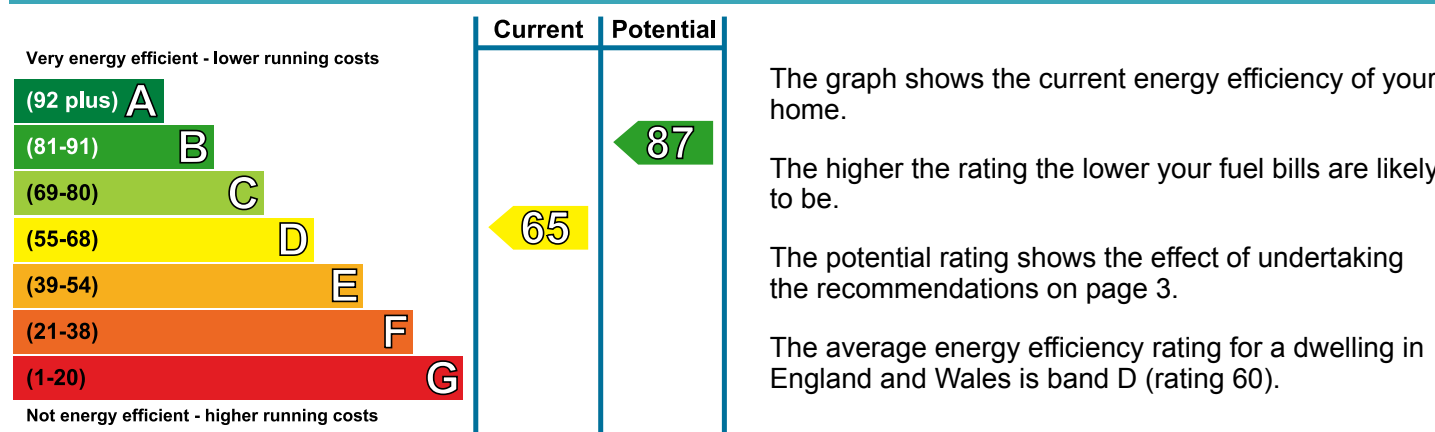 Current Potential
Very energy efficient - lower running costs
(92 plus) A
(81-91) B
(69-80) C
(55-68) D
(39-54) E
(21-38) F
(1-20) G
Not energy efficient - higher running costs
87
65
The graph shows the current energy efficiency of your
home.
The higher the rating the lower your fuel bills are likely
to be.
The potential rating shows the effect of undertaking
the recommendations on page 3.
The average energy efficiency rating for a dwelling in
England and Wales is band D (rating 60).